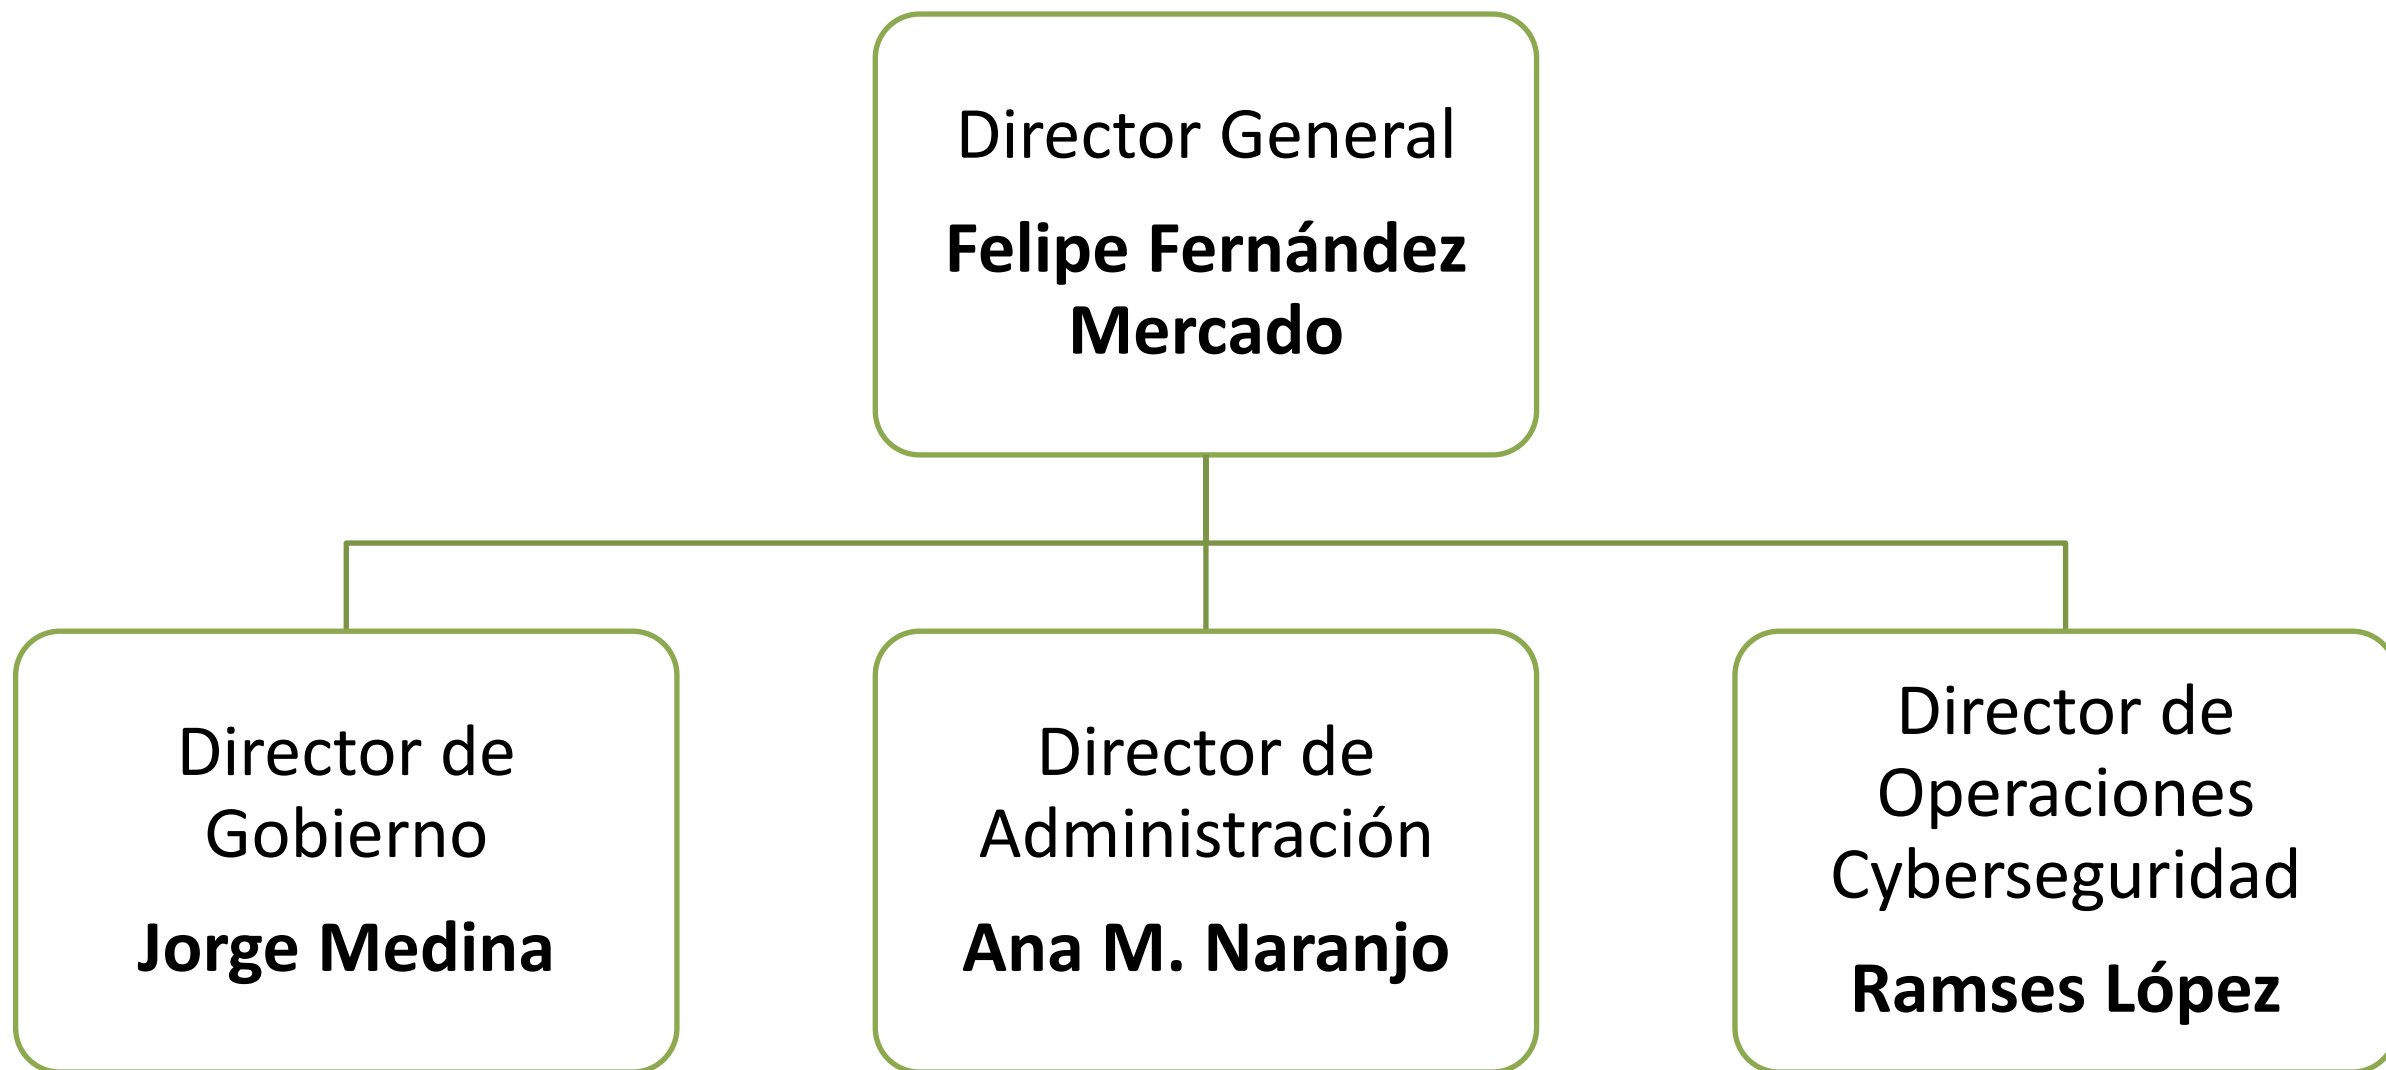 Director General
Felipe Fernández
Mercado
Director de
Gobierno
Jorge Medina
Director de
Administración
Ana M. Naranjo
Director de
Operaciones
Cyberseguridad
Ramses López